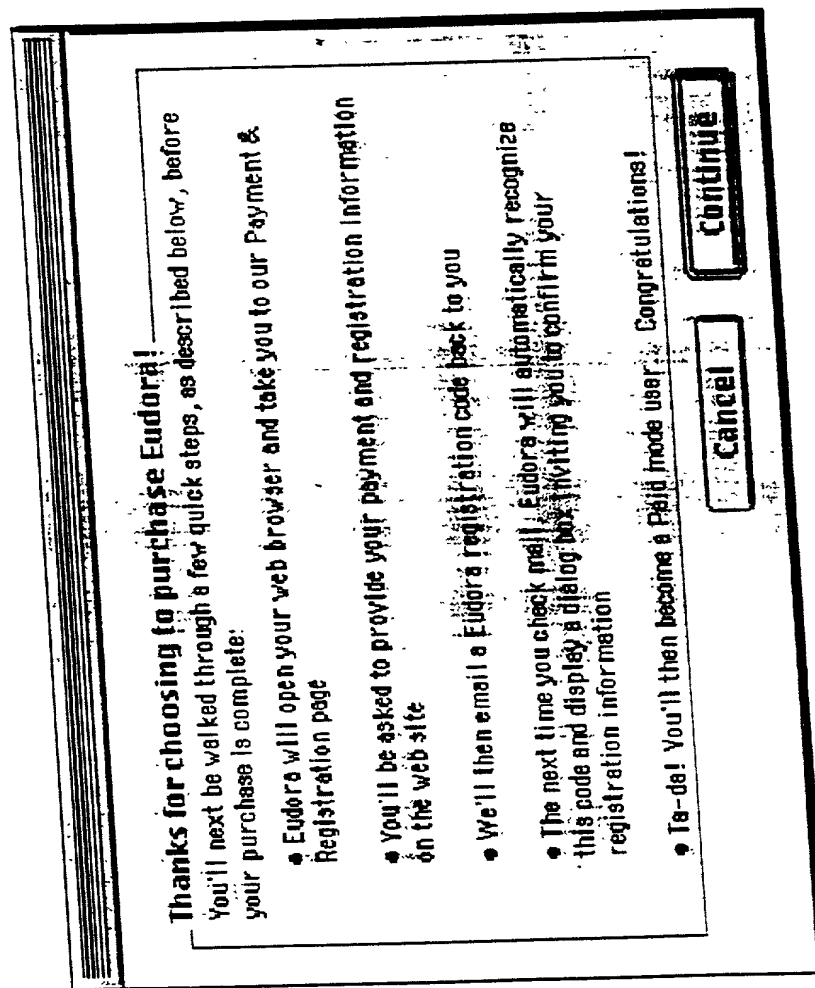 Thanks for choosing to purchase Eudora!
You'll next be walked through a few quick steps, as described below, before
your purchase is complete:
● Eudora will open your web browser and take you to our Payment &
Registration page
● You'll be asked to provide your payment and registration information
on the web site
● We'll then email a Eudora registration code back to you
● The next time you check mail, Eudora will automatically recognize
this code and display a dialog box inviting you to confirm your
registration information
● Ta-da! You'll then become a Paid mode user. Congratulations!
Cancel
Continue